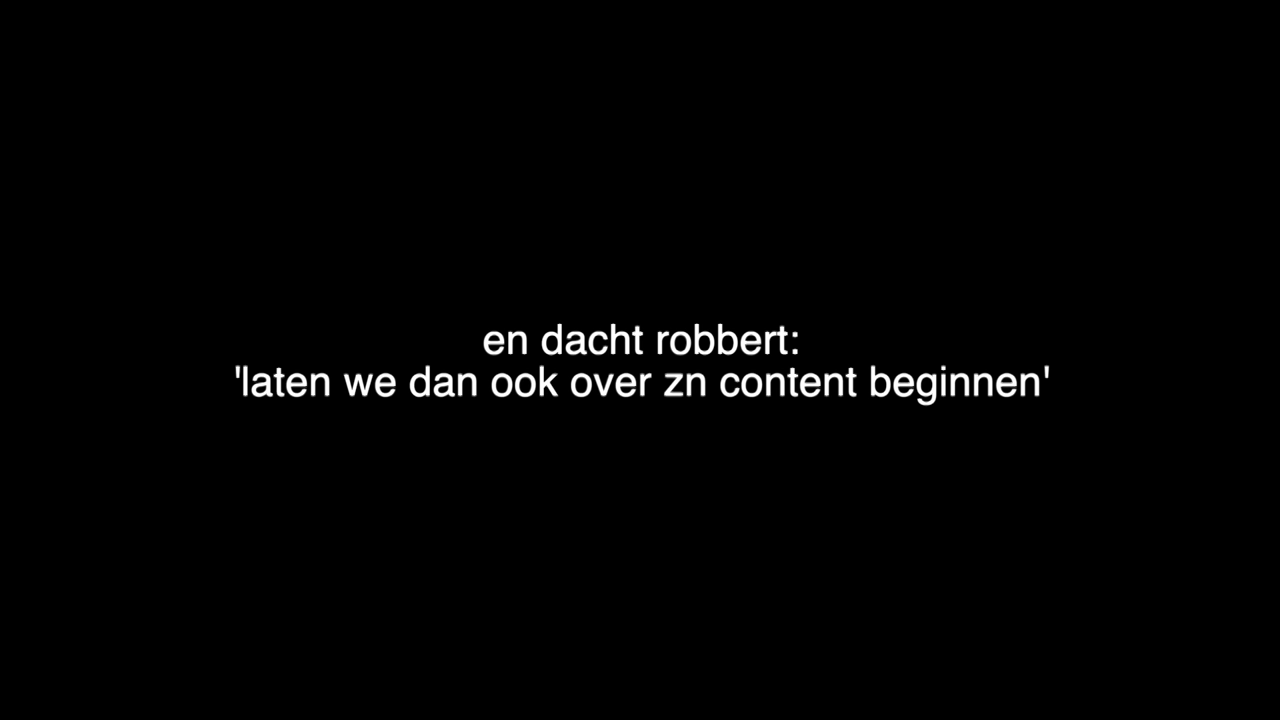 en dacht robbert:
'laten we dan ook over zn content beginnen'